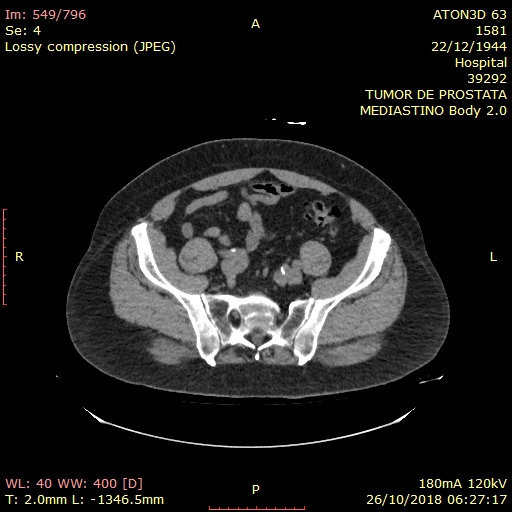 Im: 549/796
Se: 4
Lossy compression (JPEG)
A
ATON3D 63
1581
22/12/1944
Hospital
39292
TUMOR DE PROSTATA
MEDIASTINO Body 2.0
R
L
WL: 40 WW: 400 [D]
T: 2.0mm L: -1346.5mm
P
180mA 120kV
26/10/2018 06:27:17